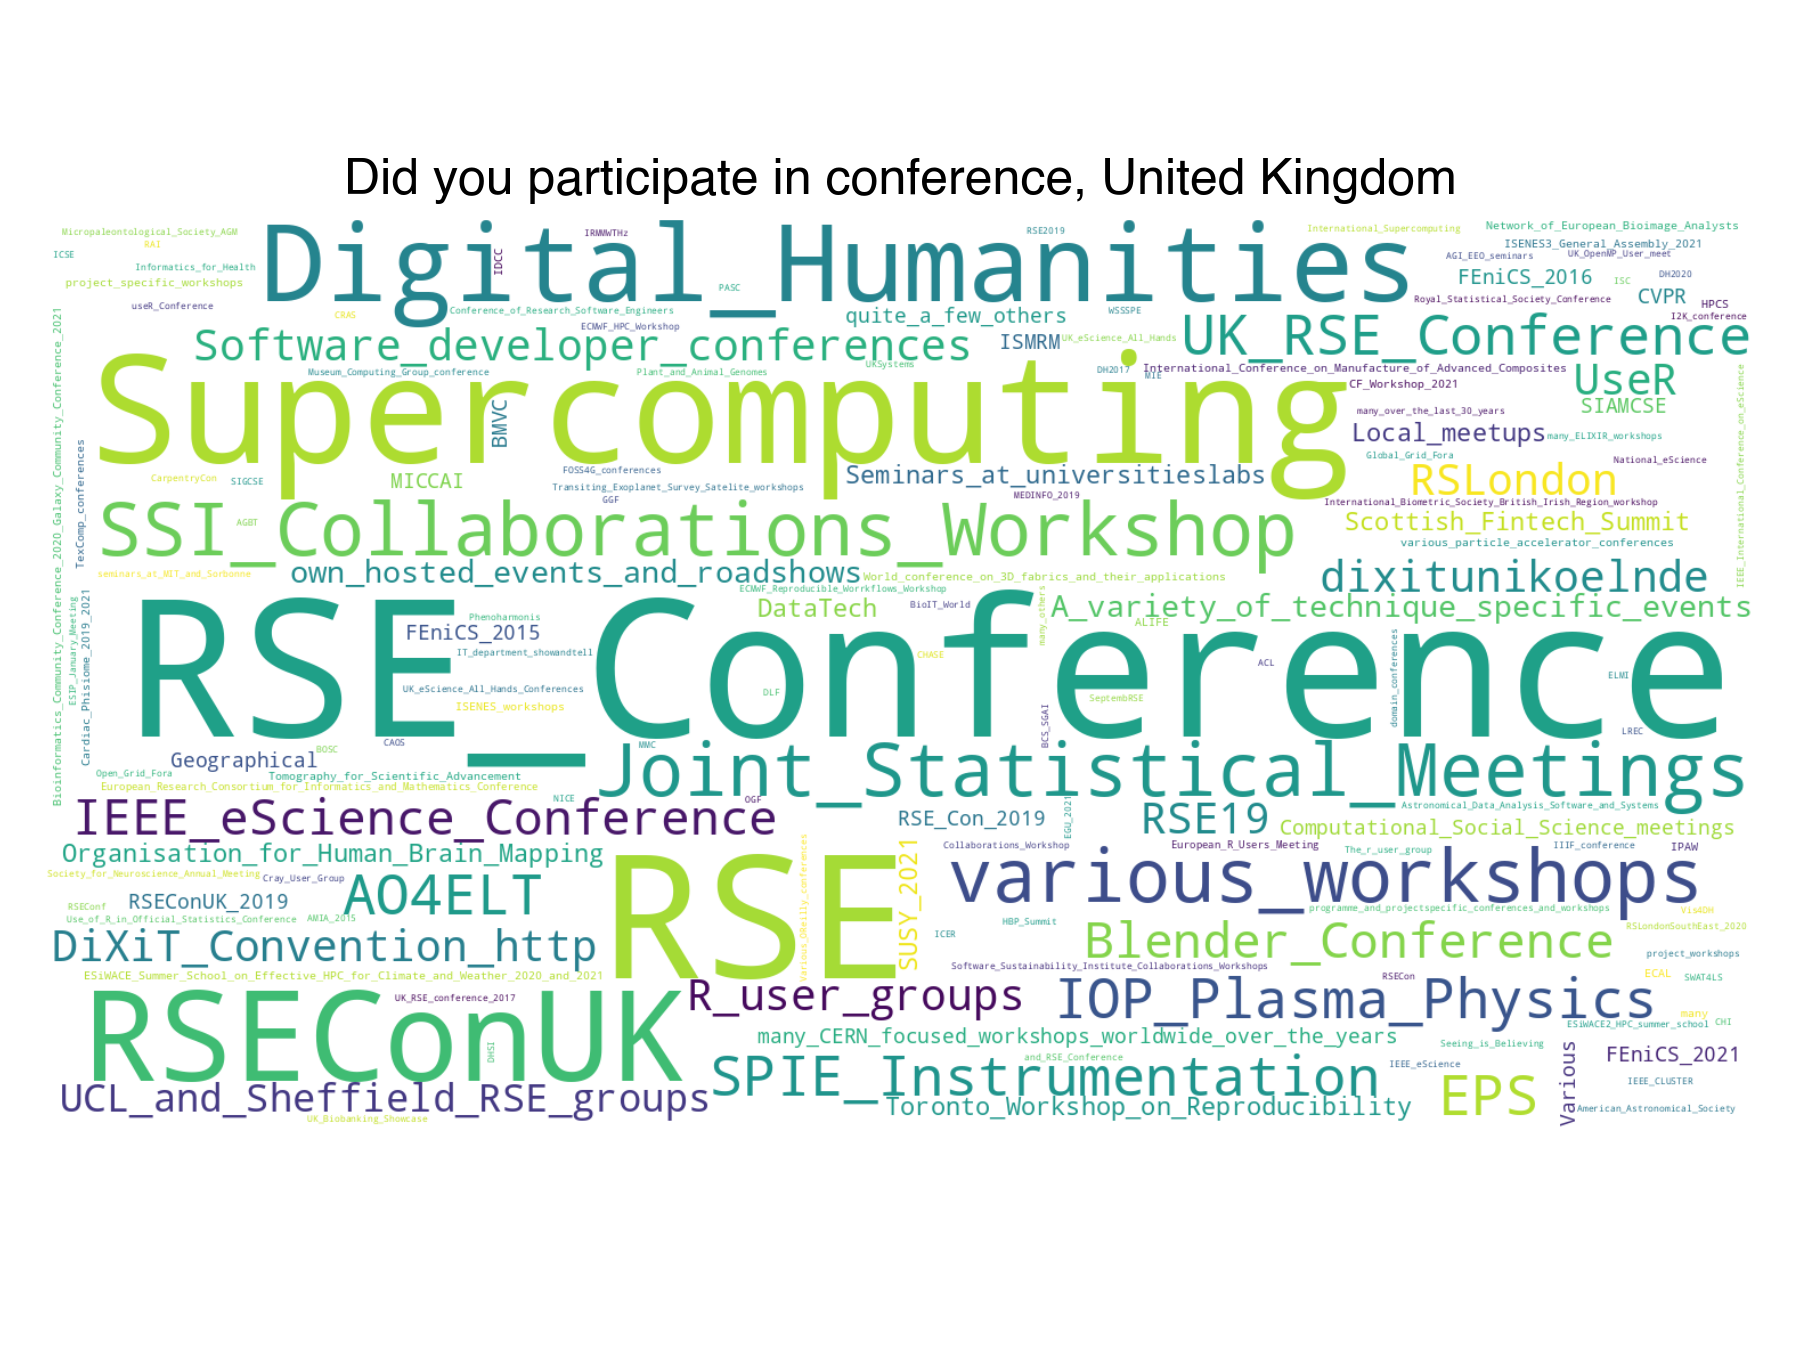 Did you participate in conference, United Kingdom
Micropaleontological_Society_AGM
RAI
ICSE
Informatics_for_Health
project_specific_workshops
useR_Conference
Digital_Humanities
IRMMWTHz
IDCC
RSE2019
International_Supercomputing
Network_of_European_Bioimage_Analysts
ISENES3_General_Assembly_2021
AGI_EEO_seminars
UK_OpenMP_User_meet
FEniCS_2016
ISC
DH2020
CVPR
HPCS
Royal_Statistical_Society_Conference
I2K_conference
PASC
CRAS
Conference_of_Research_Software_Engineers
ECMWF_HPC_Workshop
quite_a_few_others
WSSSPE
UK_RSE_Conference
Software_developer_conferences
ISMRM
UK_eScience_All_Hands
Museum_Computing_Group_conference
Plant_and_Animal_Genomes
UKSystems
DH2017
MIE
International_Conference_on_Manufacture_of_Advanced_Composites
CF_Workshop_2021
UseR
SIAMCSE
Supercomputing
BMVC
many_over_the_last_30_years
Local_meetups
many_ELIXIR_workshops
Global_Grid_Fora
National_eScience
IEEE_International_Conference_on_eScience
Bioinformatics_Community_Conference_2020_Galaxy_Community_Conference_2021
TexComp_conferences
CarpentryCon
SIGCSE
MICCAI
FOSS4G_conferences
Transiting_Exoplanet_Survey_Satelite_workshops
GGF
Seminars_at_universitieslabs
MEDINFO_2019
RSLondon
International_Biometric_Society_British_Irish_Region_workshop
Scottish_Fintech_Summit
various_particle_accelerator_conferences
SSI_Collaborations_Workshop
AGBT
seminars_at_MIT_and_Sorbonne
own_hosted_events_and_roadshows
World_conference_on_3D_fabrics_and_their_applications
ECMWF_Reproducible_Worrkflows_Workshop
dixitunikoelnde
DataTech
BioIT_World
many_others
A_variety_of_technique_specific_events
ALIFE
RSE_Conference
Phenoharmonis
FEniCS_2015
IT_department_showandtell
CHASE
ACL
domain_conferences
ELMI
UK_eScience_All_Hands_Conferences
DLF
SeptembRSE
ISENES_workshops
BCS_SGAI
LREC
ESIP_January_Meeting
Cardiac_Phisiome_2019_2021
CAOS
BOSC
MMC
Geographical
Open_Grid_Fora
Tomography_for_Scientific_Advancement
European_Research_Consortium_for_Informatics_and_Mathematics_Conference
NICE
OGF
Joint_Statistical_Meetings
IEEE_eScience_Conference
RSE_Con_2019
EGU_2021
RSE19
Astronomical_Data_Analysis_Software_and_Systems
Computational_Social_Science_meetings
Organisation_for_Human_Brain_Mapping
Various_OReilly_conferences
SUSY_2021
Collaborations_Workshop
European_R_Users_Meeting
The_r_user_group
IIIF_conference
IPAW
Society_for_Neuroscience_Annual_Meeting
Cray_User_Group
RSE
various_workshops
AO4ELT
RSEConUK_2019
RSEConf
Use_of_R_in_Official_Statistics_Conference
AMIA_2015
HBP_Summit
ICER
programme_and_projectspecific_conferences_and_workshops
Vis4DH
RSLondonSouthEast_2020
DiXiT_Convention_http
Blender_Conference
project_workshops
ESiWACE_Summer_School_on_Effective_HPC_for_Climate_and_Weather_2020_and_2021
Software_Sustainability_Institute_Collaborations_Workshops
RSECon
ECAL
SWAT4LS
RSEConUK
UK_RSE_conference_2017
DHSI
R_user_groups
IOP_Plasma_Physics
many
ESiWACE2_HPC_summer_school
CHI
many_CERN_focused_workshops_worldwide_over_the_years
Seeing_is_Believing
Various
FEniCS_2021
and_RSE_Conference
IEEE_eScience
SPIE_Instrumentation
EPS
IEEE_CLUSTER
UCL_and_Sheffield_RSE_groups
Toronto_Workshop_on_Reproducibility
American_Astronomical_Society
UK_Biobanking_Showcase